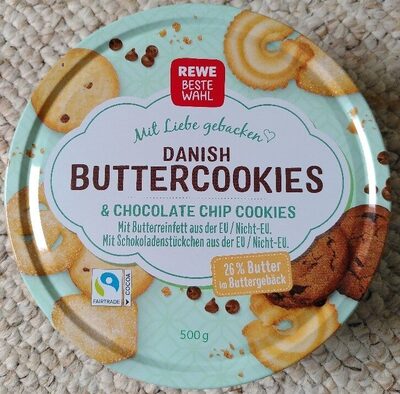 REWE
BESTE
WAHL
Mit Liebe gebacken
DANISH
BUTTERCOOKIES
& CHOCOLATE CHIP COOKIES
Mit Butterreinfett aus der EU / Nicht-EU.
Mit Schokoladenstückchen aus der EU / Nicht-EU.
26% Butter
im Buttergebäck
FAIRTRADE
COCOA
500 g